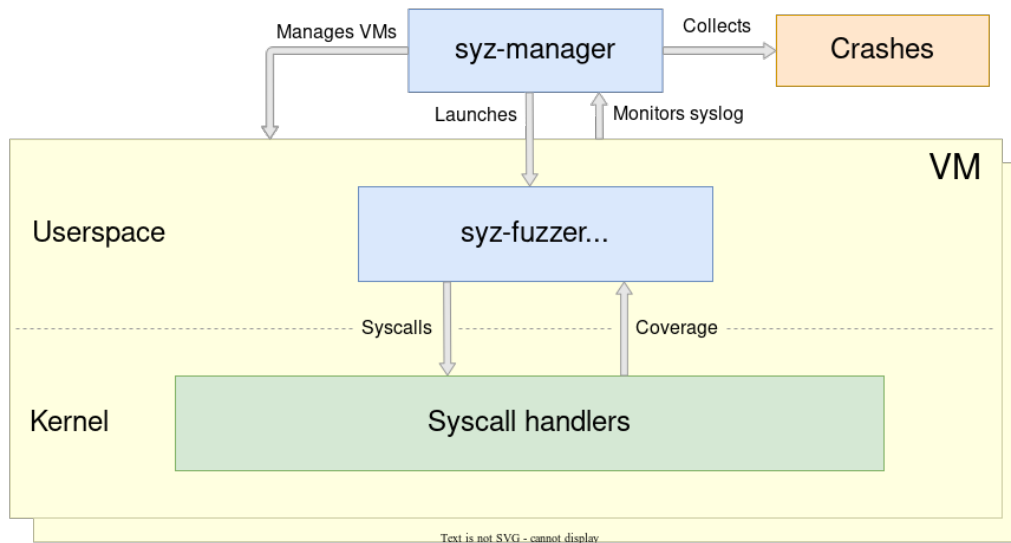 Manages VMs
syz-manager
Collects
Crashes
Launches
Monitors syslog
VM
Userspace
syz-fuzzer...
Syscalls
Coverage
Kernel
Syscall handlers
Text is not SVG - cannot display